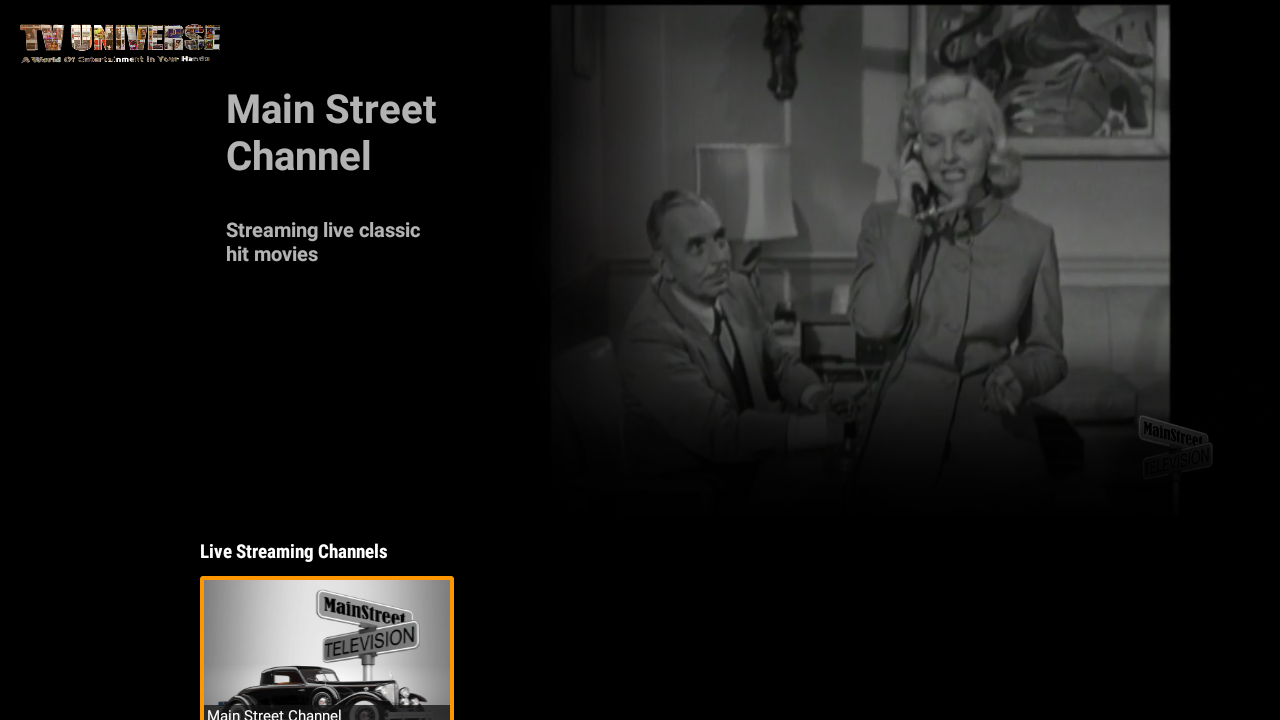 TV UNIVERSE
A World Of Entertainment In Your Hands
Main Street
Channel
Streaming live classic
hit movies
MainStreet
TELEVISION
Live Streaming Channels
MainStreet
TELEVISION
Main Street Channel